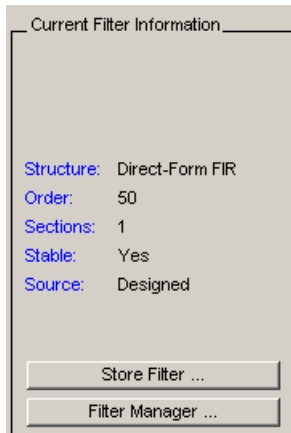 Current Filter Information
Structure: Direct-Form FIR
Order: 50
Sections: 1
Stable: Yes
Source: Designed
Store Filter ...
Filter Manager ...